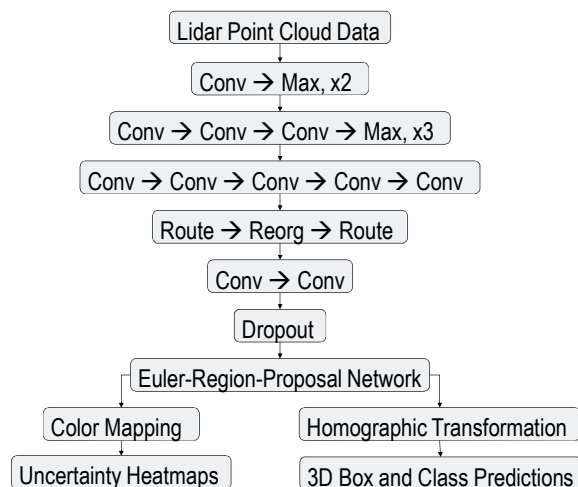 Lidar Point Cloud Data
Conv → Max, x2
Conv → Conv → Conv → Max, x3
Conv → Conv → Conv → Conv → Conv
Route → Reorg → Route
Conv → Conv
Dropout
Euler-Region-Proposal Network
Color Mapping
Homographic Transformation
Uncertainty Heatmaps
3D Box and Class Predictions